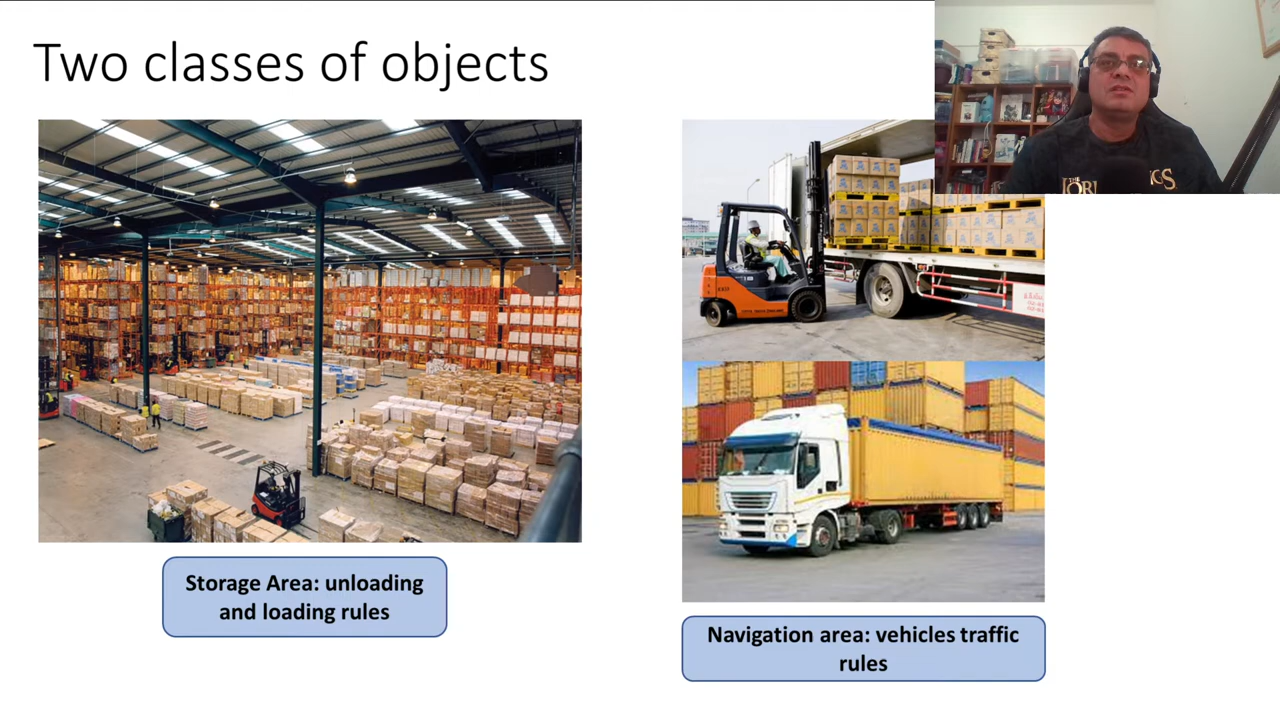 Two classes of objects
Storage Area: unloading
and loading rules
Navigation area: vehicles traffic
rules